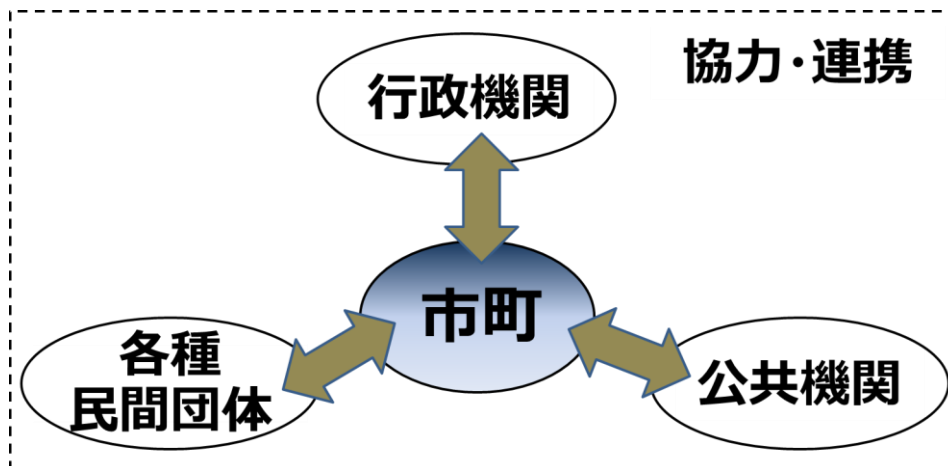 協力・連携
行政機関
市町
各種
民間団体
公共機関